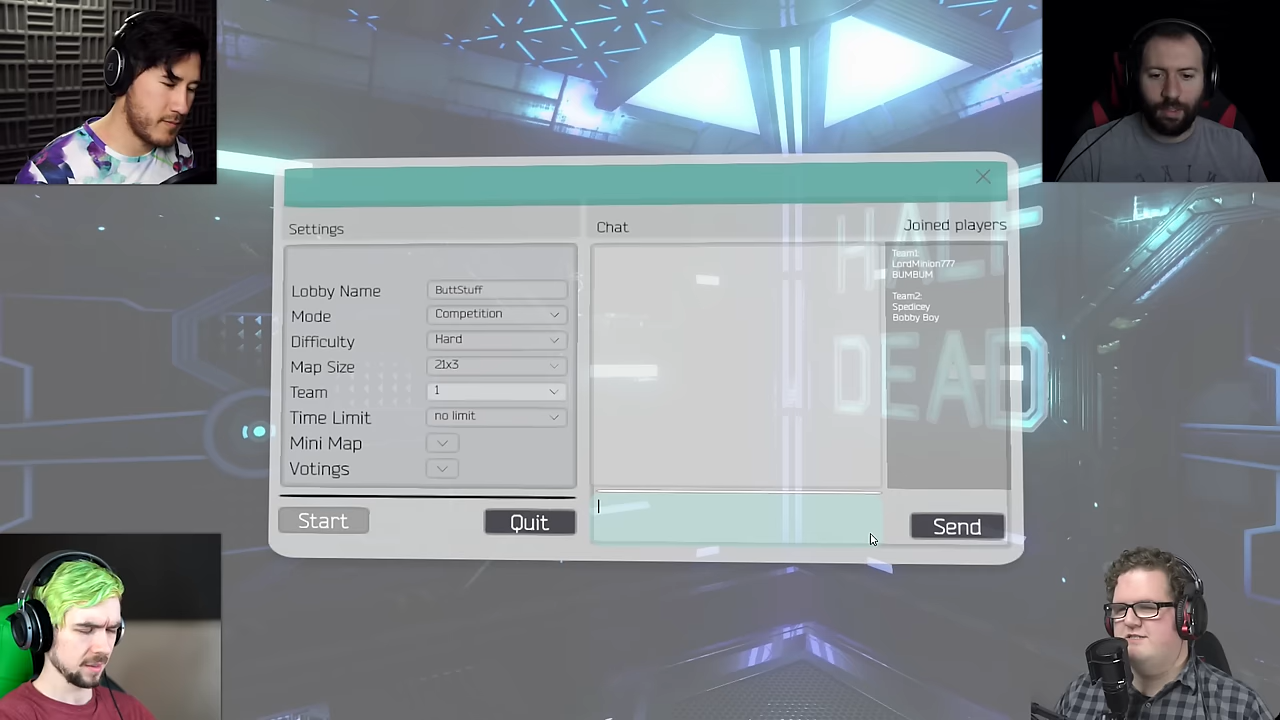 Settings
Chat
Joined players
Team1:
LordMinion777
BUMBUM
Team2:
Spedicey
Bobby Boy
Lobby Name
ButtStuff
Mode
Competition
Difficulty
Hard
Map Size
21x3
Team
1
Time Limit
no limit
Mini Map
Votings
Start
Quit
Send
DEAD